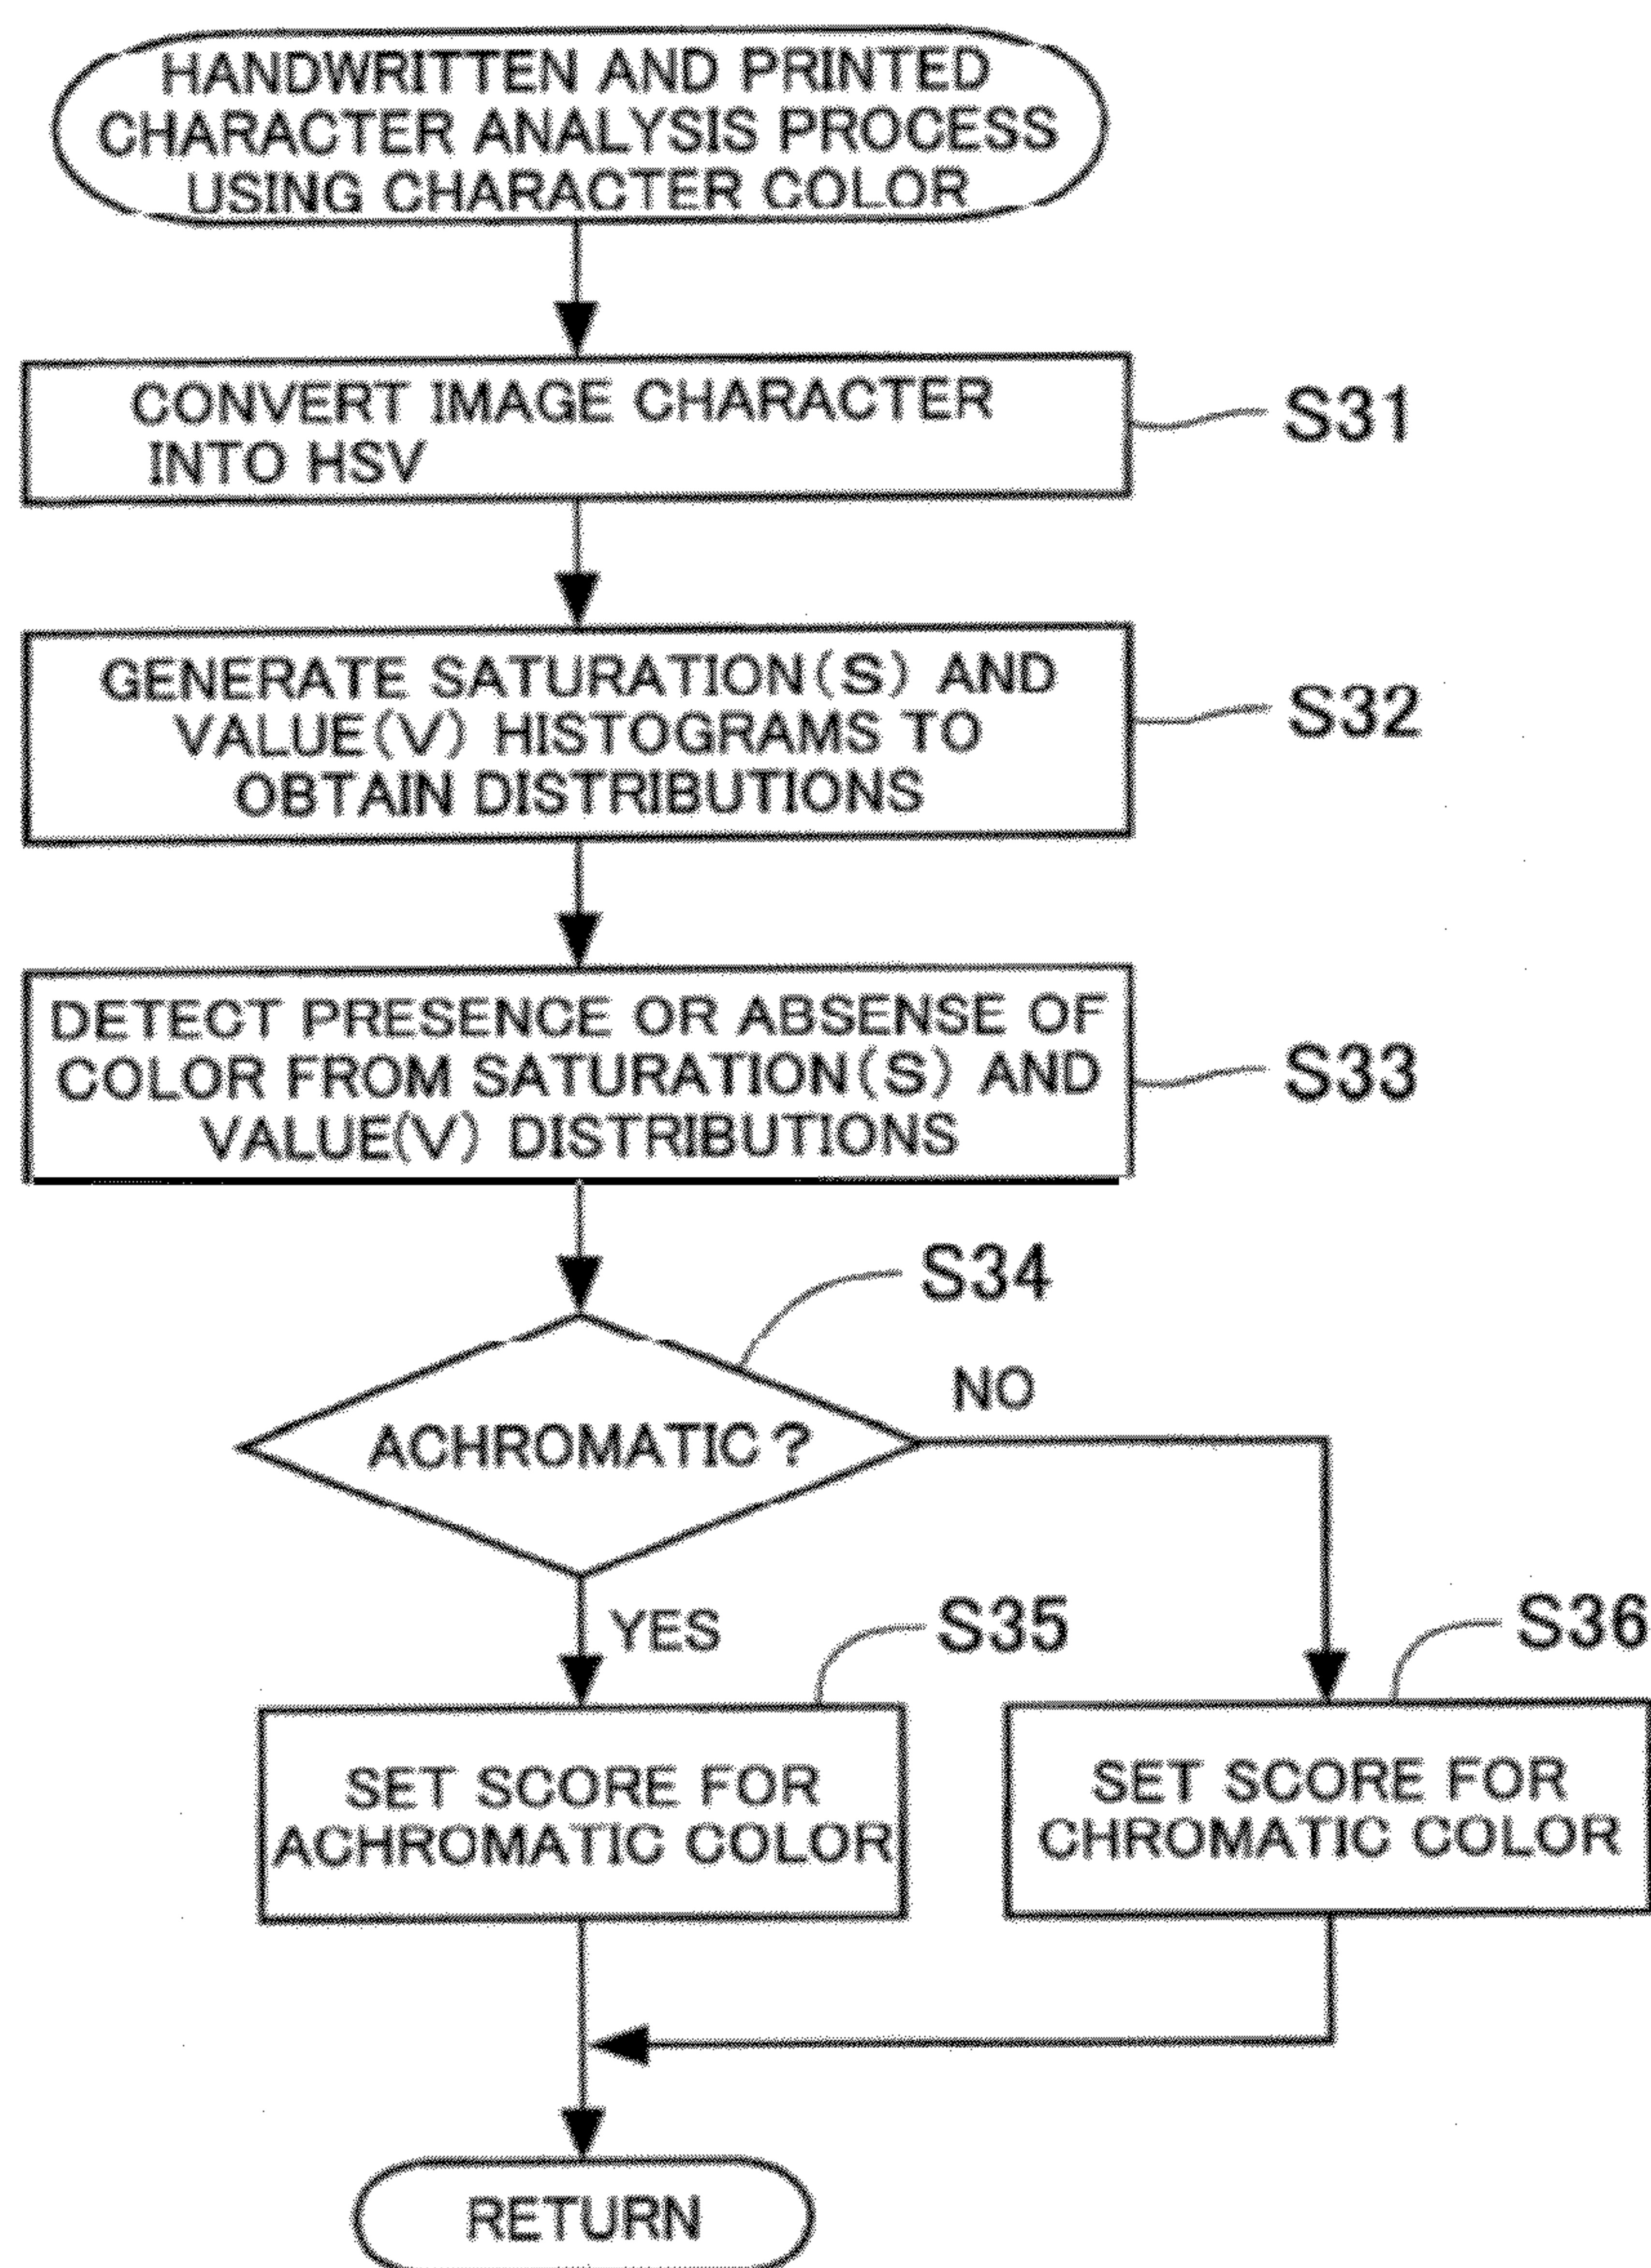 HANDWRITTEN AND PRINTED
CHARACTER ANALYSIS PROCESS
USING CHARACTER COLOR
CONVERT IMAGE CHARACTER
INTO HSV
S31
GENERATE SATURATION(S) AND
VALUE(V) HISTOGRAMS TO
OBTAIN DISTRIBUTIONS
S32
DETECT PRESENCE OR ABSENSE OF
COLOR FROM SATURATION(S) AND
VALUE(V) DISTRIBUTIONS
S33
S34
ACHROMATIC?
NO
YES
S35
SET SCORE FOR
ACHROMATIC COLOR
S36
SET SCORE FOR
CHROMATIC COLOR
RETURN